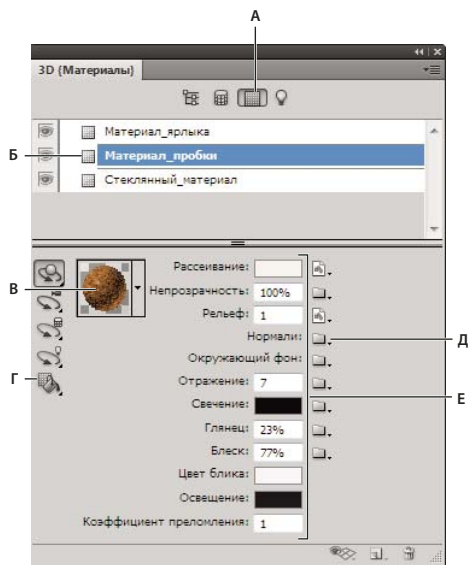 А
3D {Материалы}
Материал_ярлыка
Б
Материал_пробки
Стеклянный_материал
Рассеивание:
В
Непрозрачность: 100%
Рельеф: 1
Нормали:
Д
Окружающий фон:
Г
Отражение: 7
Е
Свечение:
Глянец: 23%
Блеск: 77%
Цвет блика:
Освещение:
Коэффициент преломления: 1